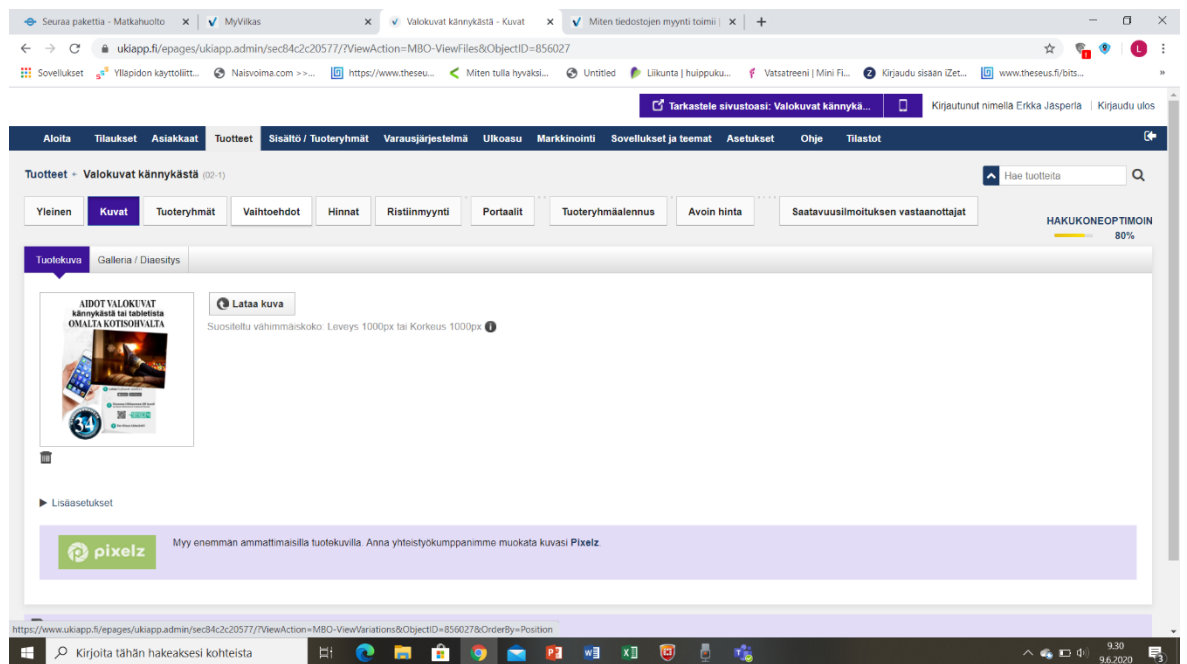 Seuraa pakettia - Matkahuolto
MyVilkas
Valokuvat kännykästä - Kuvat
Miten tiedostojen myynti toimii |
ukiapp.fi/epages/ukiapp.admin/sec84c2c20577/?ViewAction=MBO-ViewFiles&ObjectID=856027
L
Sovellukset
Ylläpidon käyttöliitt...
Naisvoima.com >>...
https://www.theseu...
Miten tulla hyväksi...
Untitled
Liikunta | huippuku...
Vatsatreeni | Mini Fi...
Kirjaudu sisään iZet...
www.theseus.fi/bits...
»
Tarkastele sivustoasi: Valokuvat kännykä...
Kirjautunut nimellä Erkka Jasperla | Kirjaudu ulos
Aloita Tilaukset Asiakkaat Tuotteet Sisältö / Tuoteryhmät Varausjärjestelmä Ulkoasu Markkinointi Sovellukset ja teemat Asetukset Ohje Tilastot
Tuotteet Valokuvat kännykästä (02-1)
Hae tuotteita
Yleinen Kuvat Tuoteryhmät Vaihtoehdot Hinnat Ristiinmyynti Portaalit Tuoteryhmäalennus Avoin hinta Saatavuusilmoituksen vastaanottajat
HAKUKONEOPTIMOIN
80%
Tuotekuva Galleria / Diaesitys
AIDOT VALOKUVAT
kännykästä tai tabletista
OMALTA KOTISOHVALTA
34
Lataa kuva
Suositeltu vähimmäiskoko: Leveys 1000px tai Korkeus 1000px
Lisäasetukset
pixelz
Myy enemmän ammattimaisilla tuotekuvilla. Anna yhteistyökumppanimme muokata kuvasi Pixelz
https://www.ukiapp.fi/epages/ukiapp.admin/sec84c2c20577/?ViewAction=MBO-ViewVariations&ObjectID=856027&OrderBy=Position
Kirjoita tähän hakeaksesi kohteista
9.30
9.6.2020
3